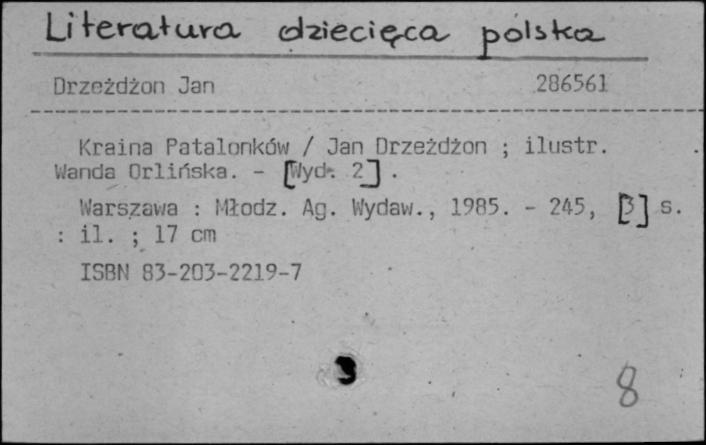 Literatura dziecięca polska
Drzeżdżon Jan 286561
Kraina Patalonków / Jan Drzeżdżon ; ilustr.
Wanda Orlińska. - [Wyd. 2] .
Warszawa : Młodz. Ag. Wydaw., 1985. - 245, [3] s.
: il. ; 17 cm
ISBN 83-203-2219-7
8